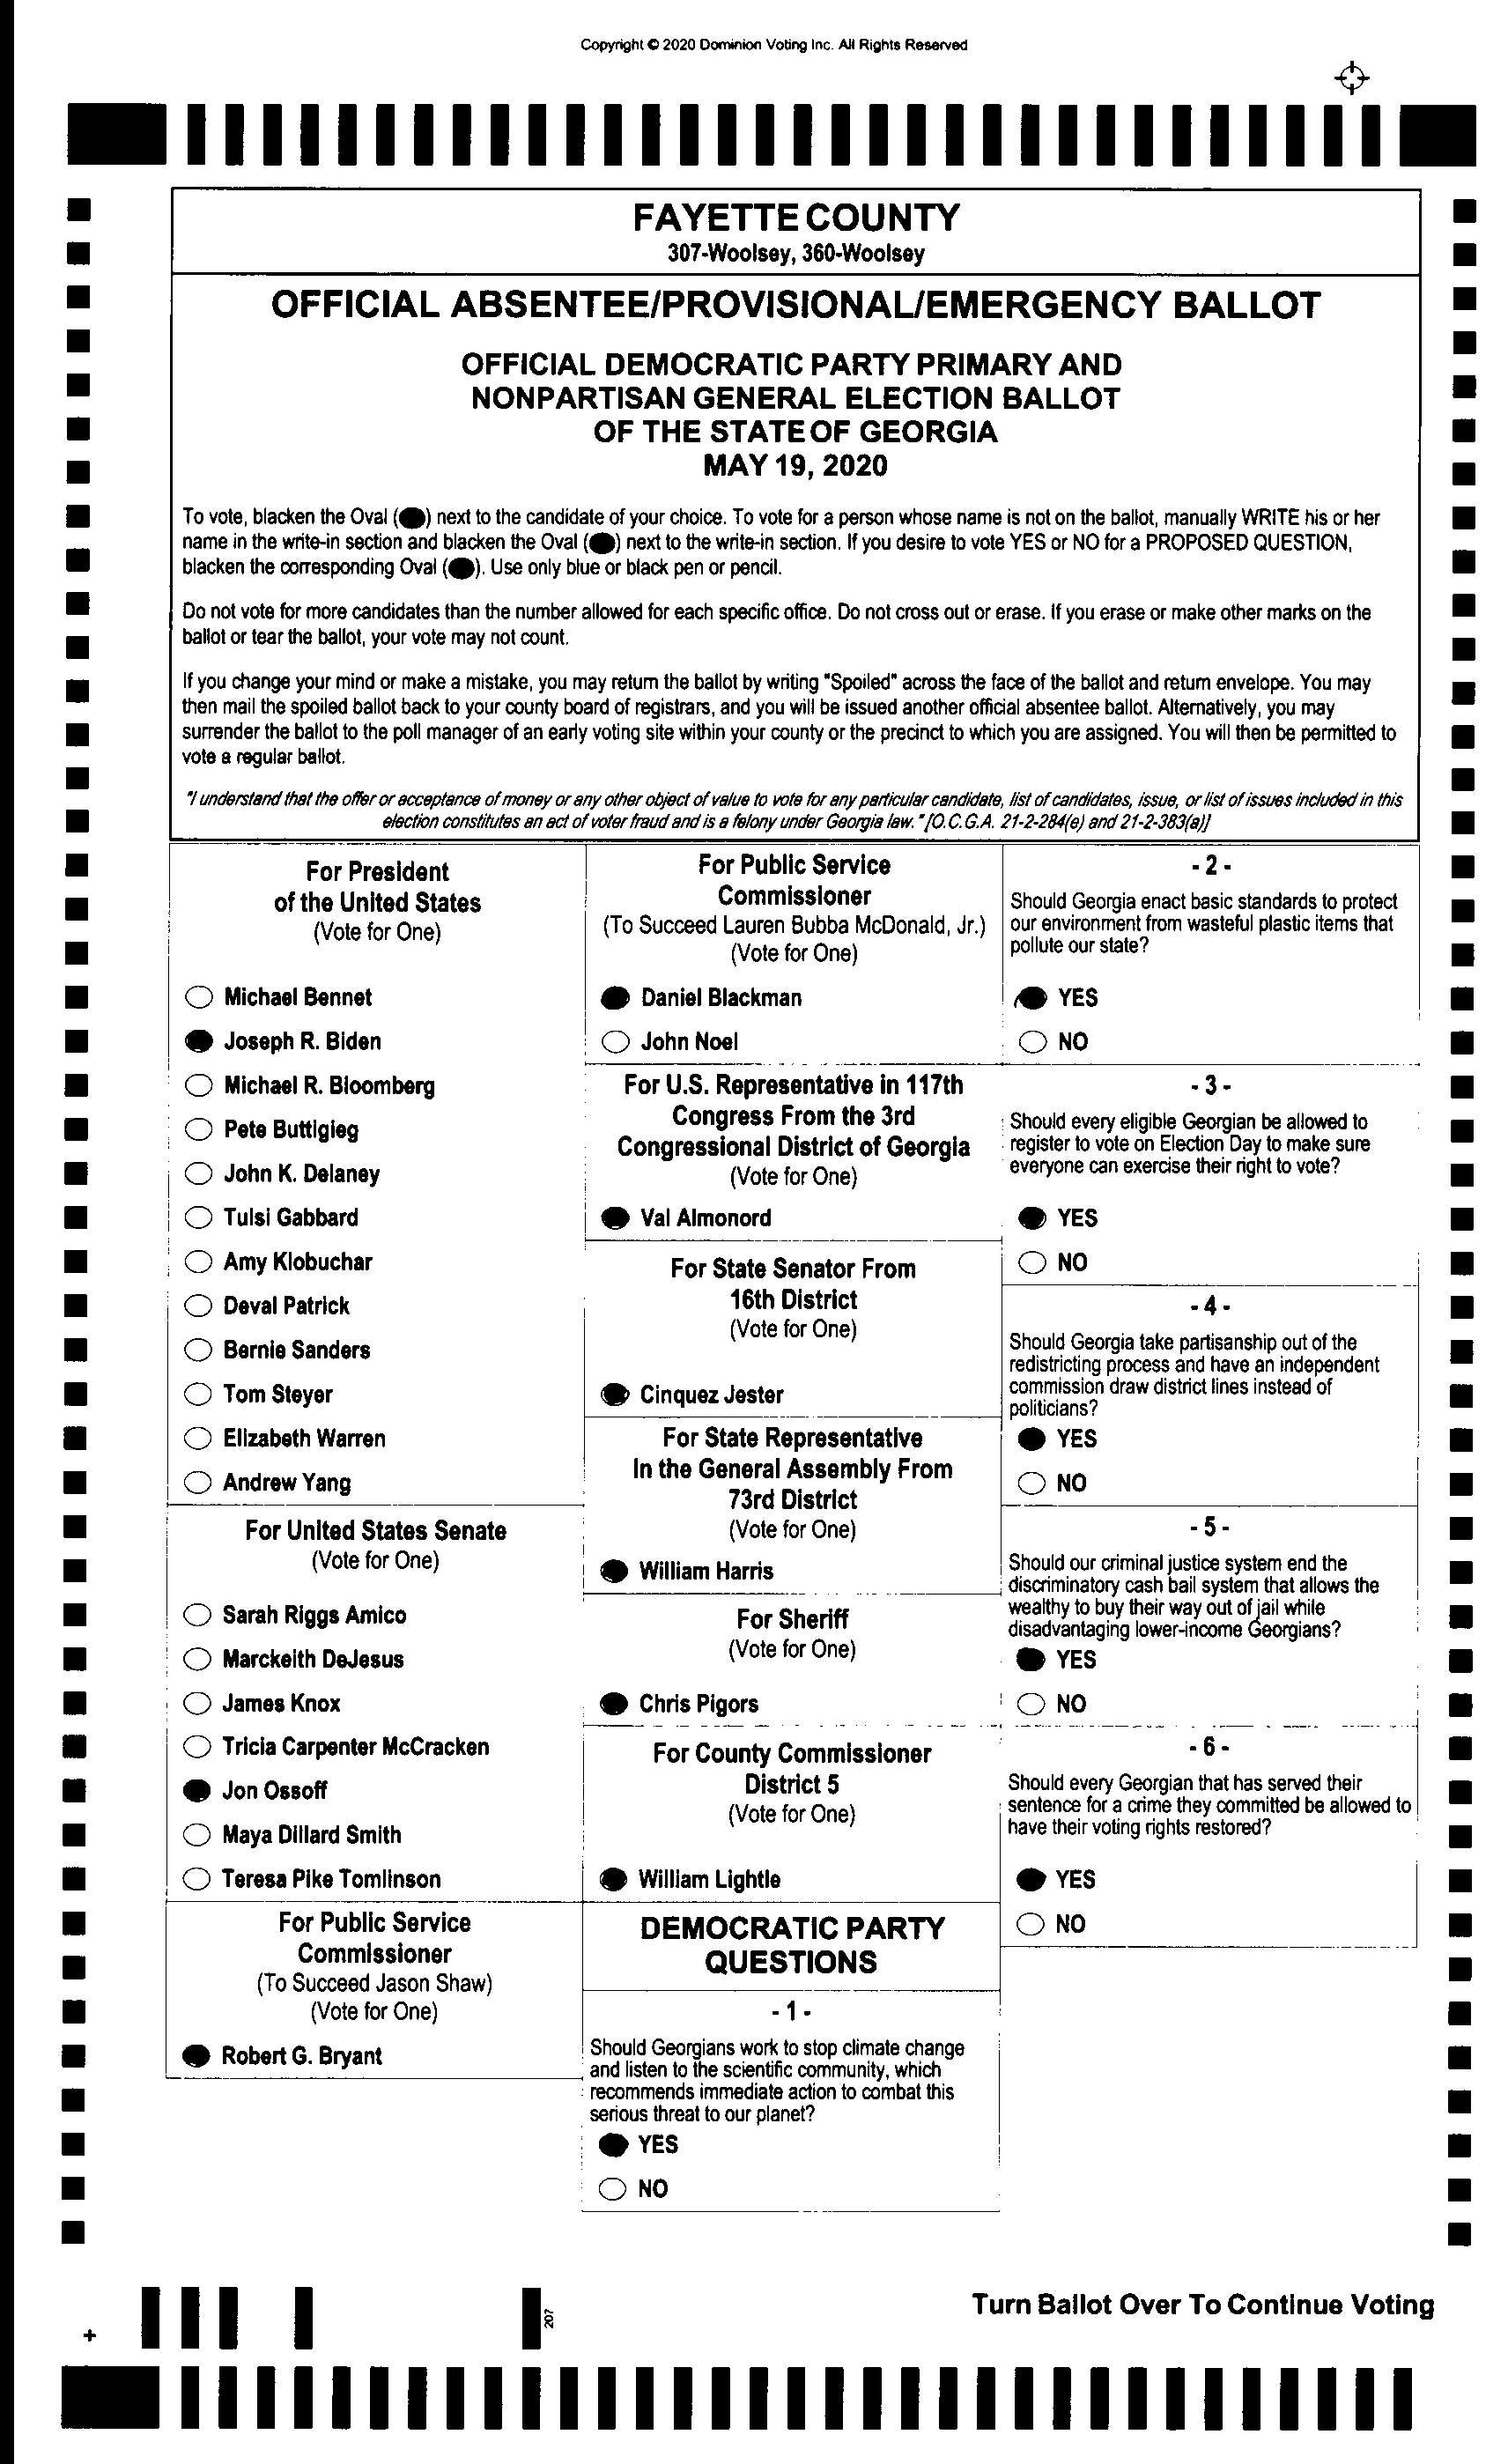 Copyright © 2020 Dominion Voting Inc. All Rights Reserved
FAYETTE COUNTY
307-Woolsey, 360-Woolsey
OFFICIAL ABSENTEE/PROVISIONAL/EMERGENCY BALLOT
OFFICIAL DEMOCRATIC PARTY PRIMARY AND
NONPARTISAN GENERAL ELECTION BALLOT
OF THE STATE OF GEORGIA
MAY 19, 2020
To vote, blacken the Oval ( ) next to the candidate of your choice. To vote for a person whose name is not on the ballot, manually WRITE his or her
name in the write-in section and blacken the Oval ( ) next to the write-in section. If you desire to vote YES or NO for a PROPOSED QUESTION,
blacken the corresponding Oval ( ). Use only blue or black pen or pencil.
Do not vote for more candidates than the number allowed for each specific office. Do not cross out or erase. If you erase or make other marks on the
ballot or tear the ballot, your vote may not count.
If you change your mind or make a mistake, you may return the ballot by writing "Spoiled" across the face of the ballot and return envelope. You may
then mail the spoiled ballot back to your county board of registrars, and you will be issued another official absentee ballot. Alternatively, you may
surrender the ballot to the poll manager of an early voting site within your county or the precinct to which you are assigned. You will then be permitted to
vote a regular ballot.
"I understand that the offer or acceptance of money or any other object of value to vote for any particular candidate, list of candidates, issue, or list of issues included in this
election constitutes an act of voter fraud and is a felony under Georgia law." [O.C.G.A. 21-2-284(e) and 21-2-383(a)]
For President
of the United States
(Vote for One)
Michael Bennet
Joseph R. Biden
Michael R. Bloomberg
Pete Buttigieg
John K. Delaney
Tulsi Gabbard
Amy Klobuchar
Deval Patrick
Bernie Sanders
Tom Steyer
Elizabeth Warren
Andrew Yang
For United States Senate
(Vote for One)
Sarah Riggs Amico
Marckeith DeJesus
James Knox
Tricia Carpenter McCracken
Jon Ossoff
Maya Dillard Smith
Teresa Pike Tomlinson
For Public Service
Commissioner
(To Succeed Jason Shaw)
(Vote for One)
Robert G. Bryant
For Public Service
Commissioner
(To Succeed Lauren Bubba McDonald, Jr.)
(Vote for One)
Daniel Blackman
John Noel
For U.S. Representative in 117th
Congress From the 3rd
Congressional District of Georgia
(Vote for One)
Val Almonord
For State Senator From
16th District
(Vote for One)
Cinquez Jester
For State Representative
In the General Assembly From
73rd District
(Vote for One)
William Harris
For Sheriff
(Vote for One)
Chris Pigors
For County Commissioner
District 5
(Vote for One)
William Lightle
DEMOCRATIC PARTY
QUESTIONS
- 1 -
Should Georgians work to stop climate change
and listen to the scientific community, which
recommends immediate action to combat this
serious threat to our planet?
YES
NO
- 2 -
Should Georgia enact basic standards to protect
our environment from wasteful plastic items that
pollute our state?
YES
NO
- 3 -
Should every eligible Georgian be allowed to
register to vote on Election Day to make sure
everyone can exercise their right to vote?
YES
NO
- 4 -
Should Georgia take partisanship out of the
redistricting process and have an independent
commission draw district lines instead of
politicians?
YES
NO
- 5 -
Should our criminal justice system end the
discriminatory cash bail system that allows the
wealthy to buy their way out of jail while
disadvantaging lower-income Georgians?
YES
NO
- 6 -
Should every Georgian that has served their
sentence for a crime they committed be allowed to
have their voting rights restored?
YES
NO
207
Turn Ballot Over To Continue Voting